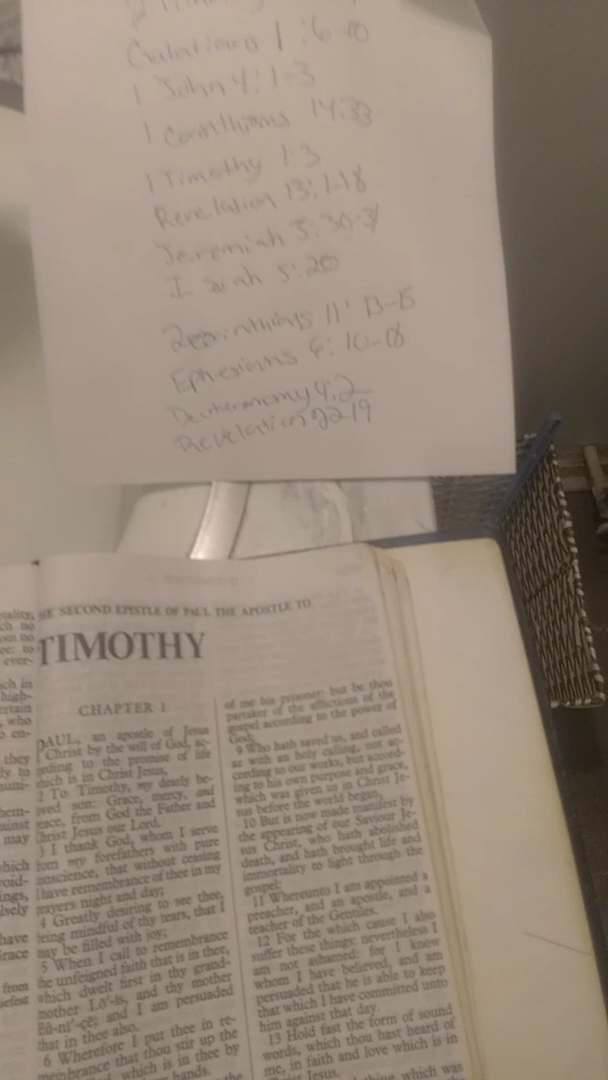 2 Timothy
Galatians 1:6-10
1 John 4:1-3
1 Corinthians 14:33
1 Timothy 1:3
Revelation 13:1-18
Jeremiah 5:30-31
Isaiah 5:20
2 Corinthians 11:13-15
Ephesians 6:10-18
Deuteronomy 4:2
Revelation 22-19
SECOND EPISTLE OF PAUL THE APOSTLE TO
TIMOTHY
CHAPTER 1
PAUL, an apostle of Jesus
Christ by the will of God, ac-
cording to the promise of life
which is in Christ Jesus,
2 To Timothy, my dearly be-
loved son: Grace, mercy, and
peace, from God the Father and
Christ Jesus our Lord.
3 I thank God, whom I serve
from my forefathers with pure
conscience, that without ceasing
I have remembrance of thee in my
prayers night and day;
4 Greatly desiring to see thee,
being mindful of thy tears, that I
may be filled with joy;
5 When I call to remembrance
the unfeigned faith that is in thee,
which dwelt first in thy grand-
mother Lō'-ĭs, and thy mother
Eū-nī'-çē; and I am persuaded
that in thee also.
6 Wherefore I put thee in re-
membrance that thou stir up the
which is in thee by
hands.
of me his prisoner: but be thou
partaker of the afflictions of the
gospel according to the power of
God;
9 Who hath saved us, and called
us with an holy calling, not ac-
cording to our works, but accord-
ing to his own purpose and grace,
which was given us in Christ Je-
sus before the world began,
10 But is now made manifest by
the appearing of our Saviour Je-
sus Christ, who hath abolished
death, and hath brought life and
immortality to light through the
gospel:
11 Whereunto I am appointed a
preacher, and an apostle, and a
teacher of the Gentiles.
12 For the which cause I also
suffer these things: nevertheless I
am not ashamed: for I know
whom I have believed, and am
persuaded that he is able to keep
that which I have committed unto
him against that day.
13 Hold fast the form of sound
words, which thou hast heard of
me, in faith and love which is in
Christ Jesus.
thing which was